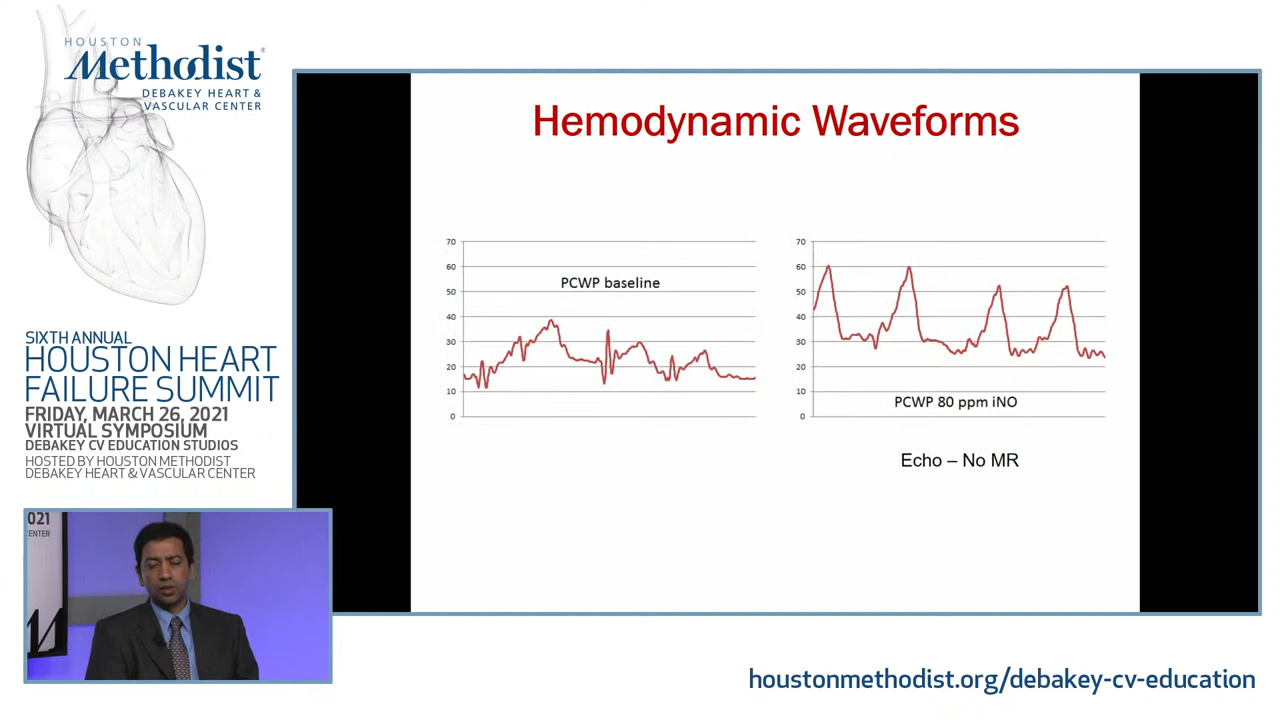 HOUSTON
Methodist®
DEBAKEY HEART &
VASCULAR CENTER
SIXTH ANNUAL
HOUSTON HEART
FAILURE SUMMIT
FRIDAY, MARCH 26, 2021
VIRTUAL SYMPOSIUM
DEBAKEY CV EDUCATION STUDIOS
HOSTED BY HOUSTON METHODIST
DEBAKEY HEART & VASCULAR CENTER
Hemodynamic Waveforms
70
60
50
40
30
20
10
0
PCWP baseline
70
60
50
40
30
20
10
0
PCWP 80 ppm iNO
Echo – No MR
021
ENTER
M
houstonmethodist.org/debakey-cv-education